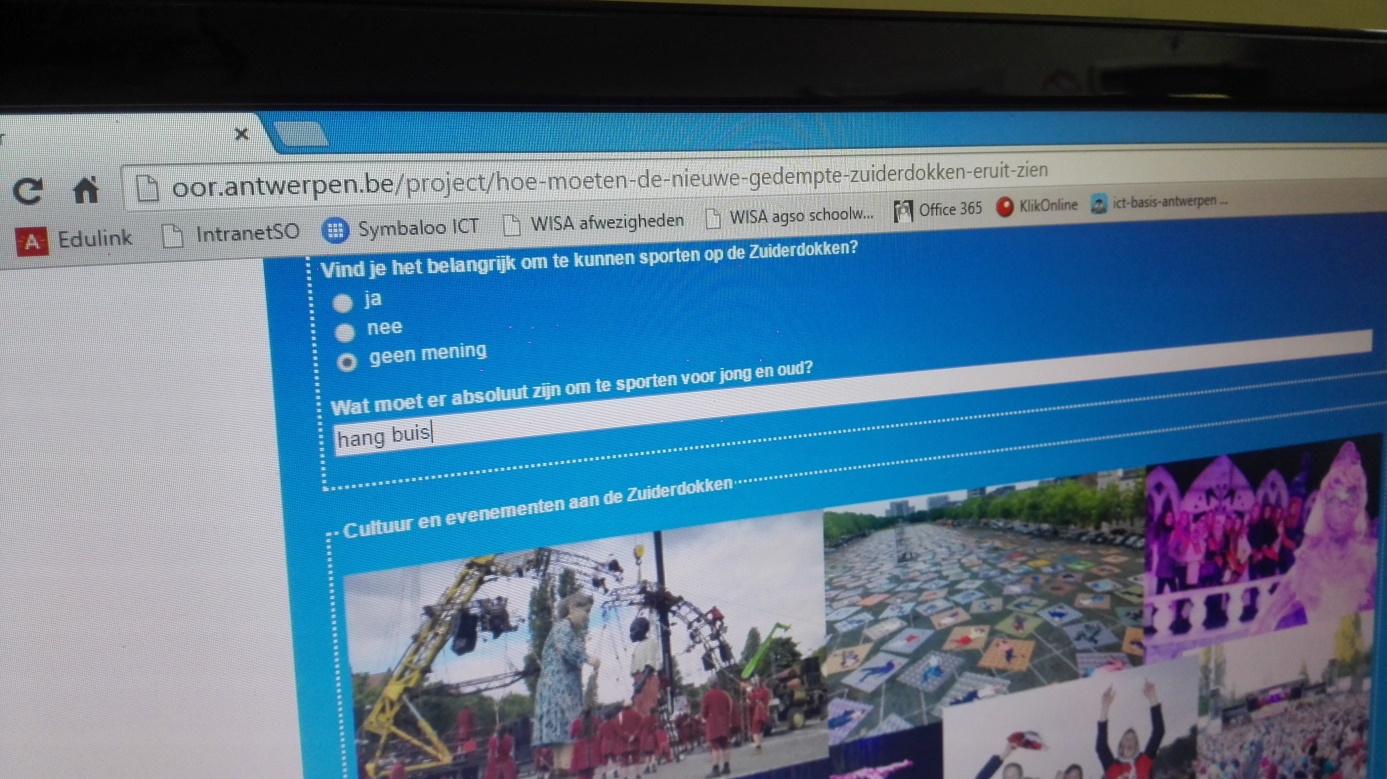 oor.antwerpen.be/project/hoe-moeten-de-nieuwe-gedempte-zuiderdokken-eruit-zien
Edulink IntranetSO Symbaloo ICT WISA afwezigheden WISA agso schoolw... Office 365 KlikOnline ict-basis-antwerpen ...
Vind je het belangrijk om te kunnen sporten op de Zuiderdokken?
ja
nee
geen mening
Wat moet er absoluut zijn om te sporten voor jong en oud?
hang buis
Cultuur en evenementen aan de Zuiderdokken